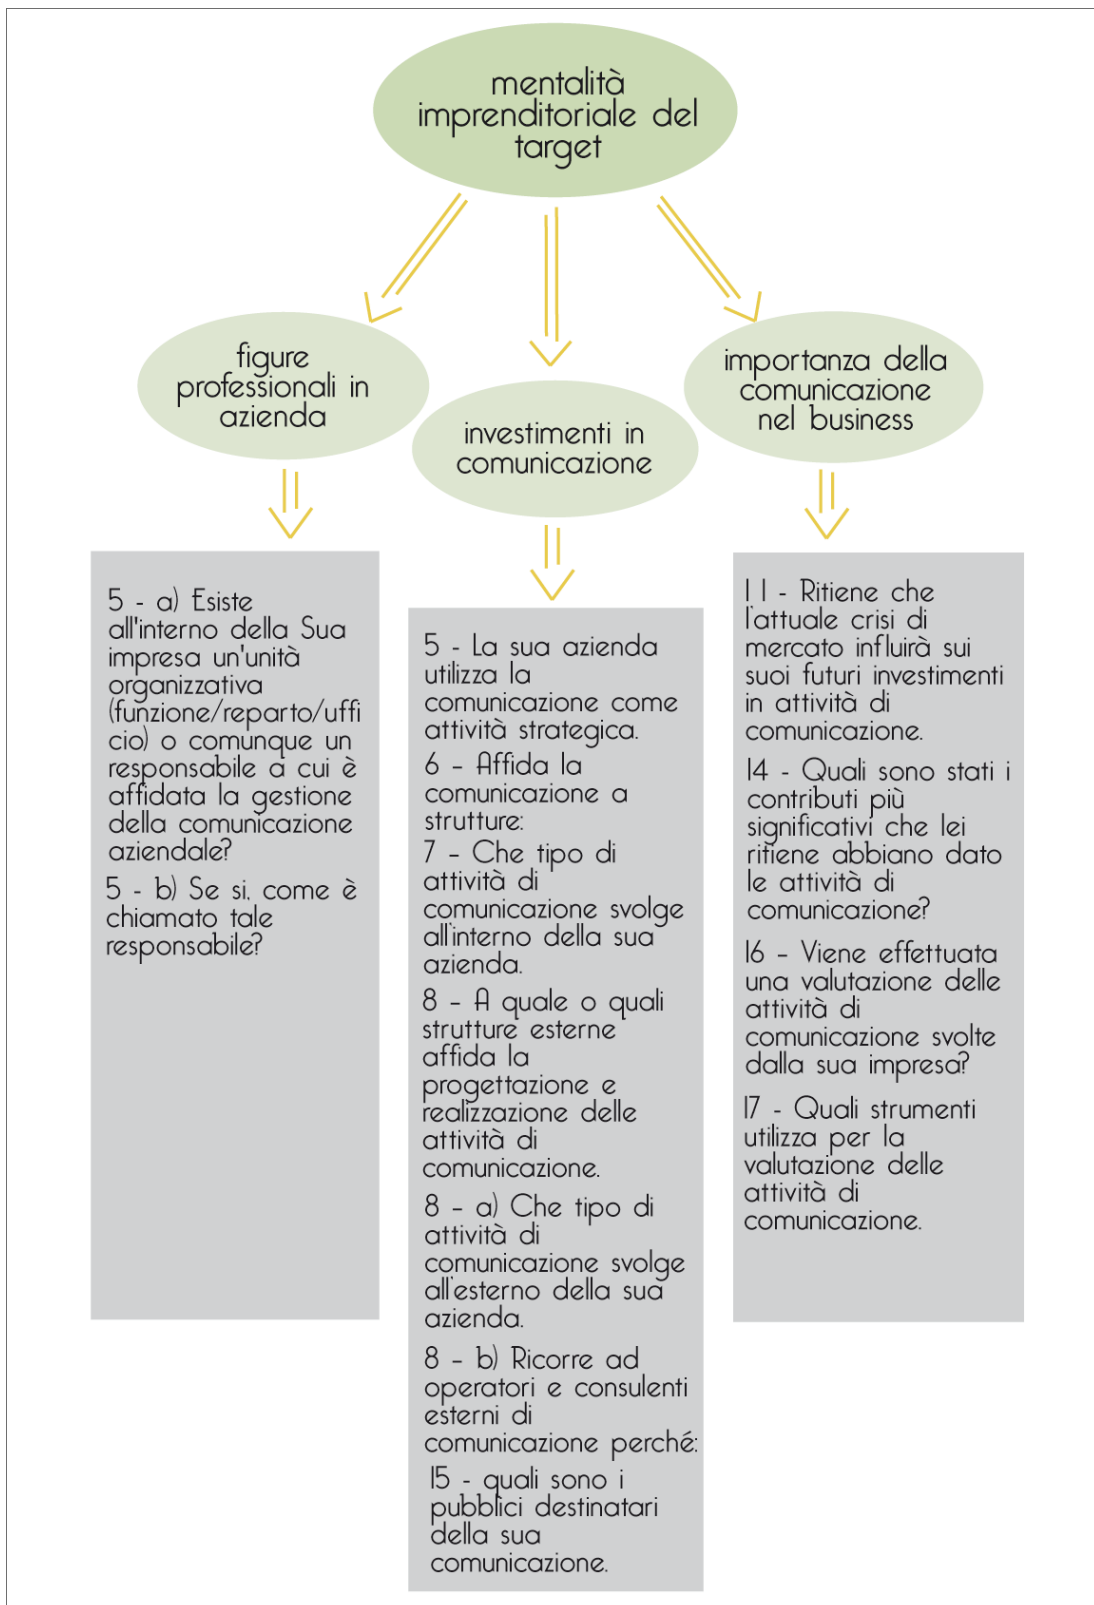 mentalità
imprenditoriale del
target
figure
professionali in
azienda
investimenti in
comunicazione
importanza della
comunicazione
nel business
5 - a) Esiste
all'interno della Sua
impresa un'unità
organizzativa
(funzione/reparto/uffi
cio) o comunque un
responsabile a cui è
affidata la gestione
della comunicazione
aziendale?
5 - b) Se si, come è
chiamato tale
responsabile?
5 - La sua azienda
utilizza la
comunicazione come
attività strategica.
6 – Affida la
comunicazione a
strutture:
7 – Che tipo di
attività di
comunicazione svolge
all'interno della sua
azienda.
8 – A quale o quali
strutture esterne
affida la
progettazione e
realizzazione delle
attività di
comunicazione.
8 – a) Che tipo di
attività di
comunicazione svolge
all'esterno della sua
azienda.
8 – b) Ricorre ad
operatori e consulenti
esterni di
comunicazione perché:
15 - quali sono i
pubblici destinatari
della sua
comunicazione.
11 - Ritiene che
l'attuale crisi di
mercato influirà sui
suoi futuri investimenti
in attività di
comunicazione.
14 - Quali sono stati i
contributi più
significativi che lei
ritiene abbiano dato
le attività di
comunicazione?
16 – Viene effettuata
una valutazione delle
attività di
comunicazione svolte
dalla sua impresa?
17 - Quali strumenti
utilizza per la
valutazione delle
attività di
comunicazione.